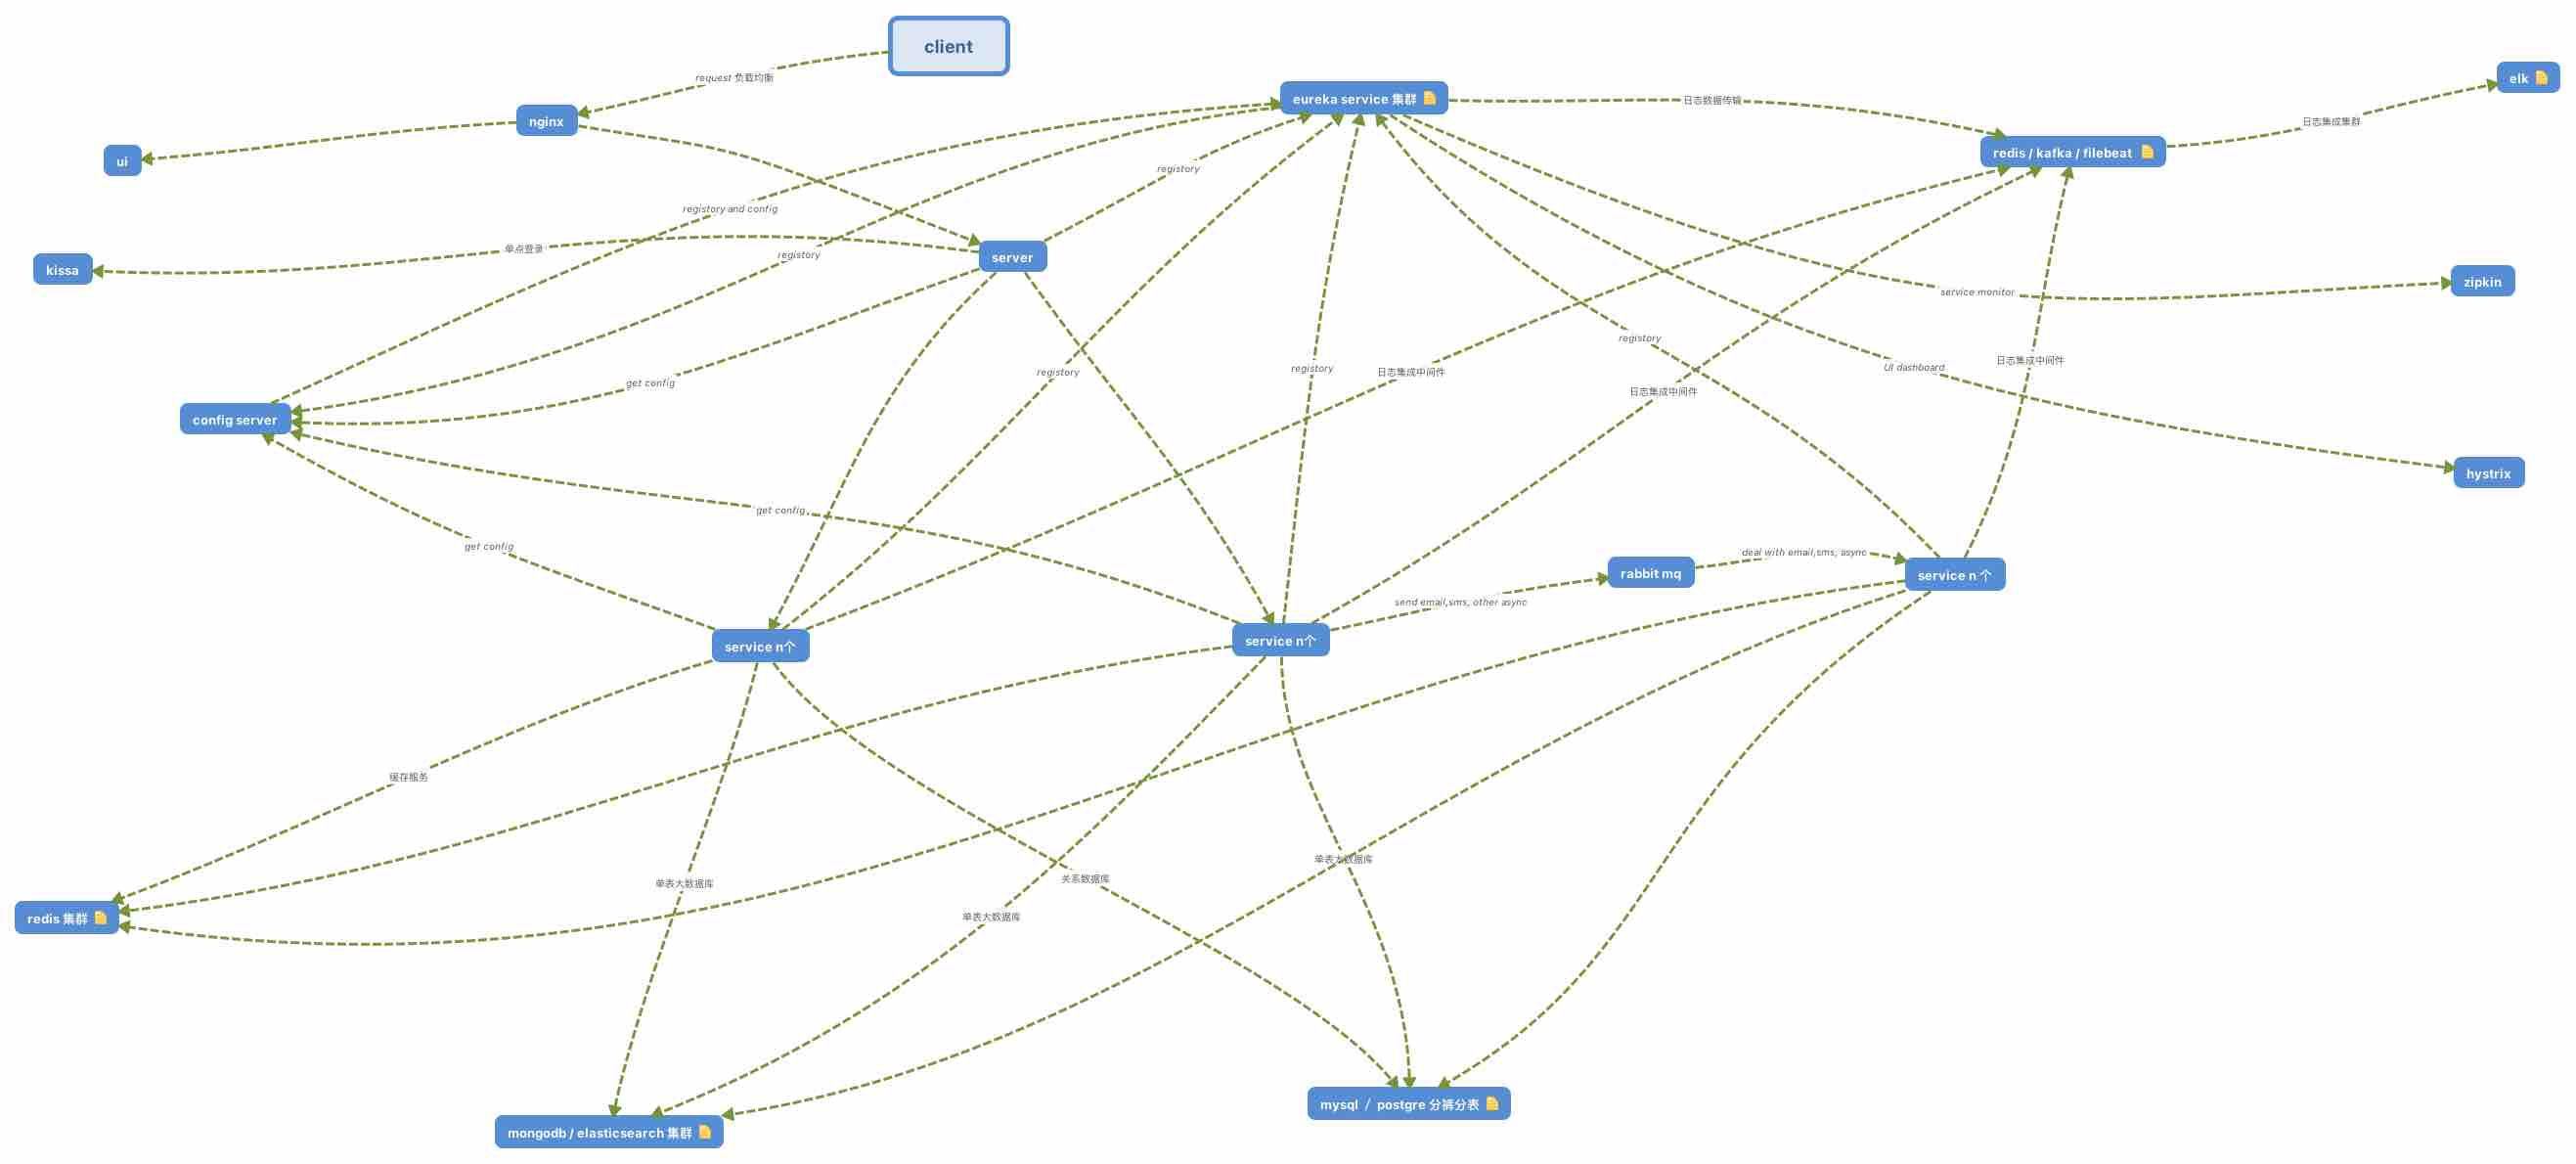 client
request 负载均衡
elk
eureka service 集群
日志数据传输
nginx
日志集成集群
redis / kafka / filebeat
ui
registory
registory and config
单点登录
registory
server
kissa
zipkin
service monitor
registory
日志集成中间件
UI dashboard
registory
registory
日志集成中间件
get config
日志集成中间件
config server
hystrix
get config
get config
deal with email,sms, async
rabbit mq
service n 个
send email,sms, other async
service n个
service n个
缓存服务
单表大数据库
关系数据库
单表大数据库
redis 集群
单表大数据库
mysql / postgre 分裤分表
mongodb / elasticsearch 集群